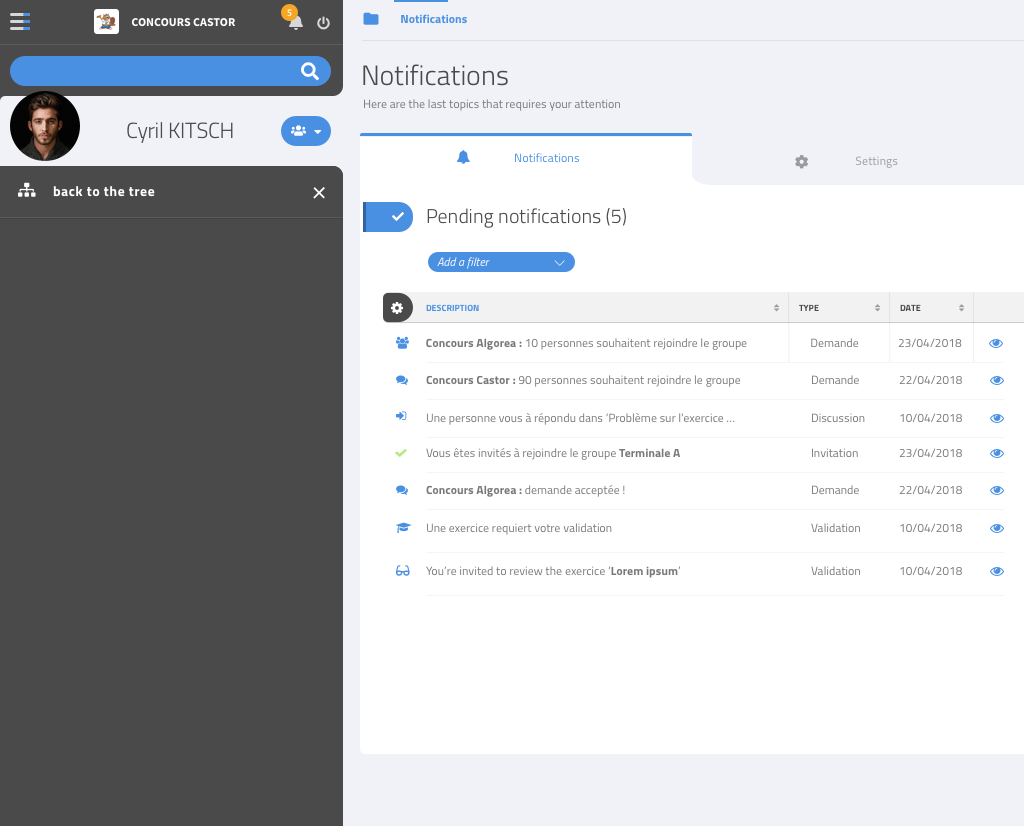 CONCOURS CASTOR
5
Notifications
Cyril KITSCH
back to the tree
Notifications
Here are the last topics that requires your attention
Notifications
Settings
Pending notifications (5)
Add a filter
DESCRIPTION TYPE DATE
Concours Algorea : 10 personnes souhaitent rejoindre le groupe Demande 23/04/2018
Concours Castor : 90 personnes souhaitent rejoindre le groupe Demande 22/04/2018
Une personne vous à répondu dans ‘Problème sur l’exercice ... Discussion 10/04/2018
Vous êtes invités à rejoindre le groupe Terminale A Invitation 23/04/2018
Concours Algorea : demande acceptée ! Demande 22/04/2018
Une exercice requiert votre validation Validation 10/04/2018
You’re invited to review the exercice ‘Lorem ipsum’ Validation 10/04/2018